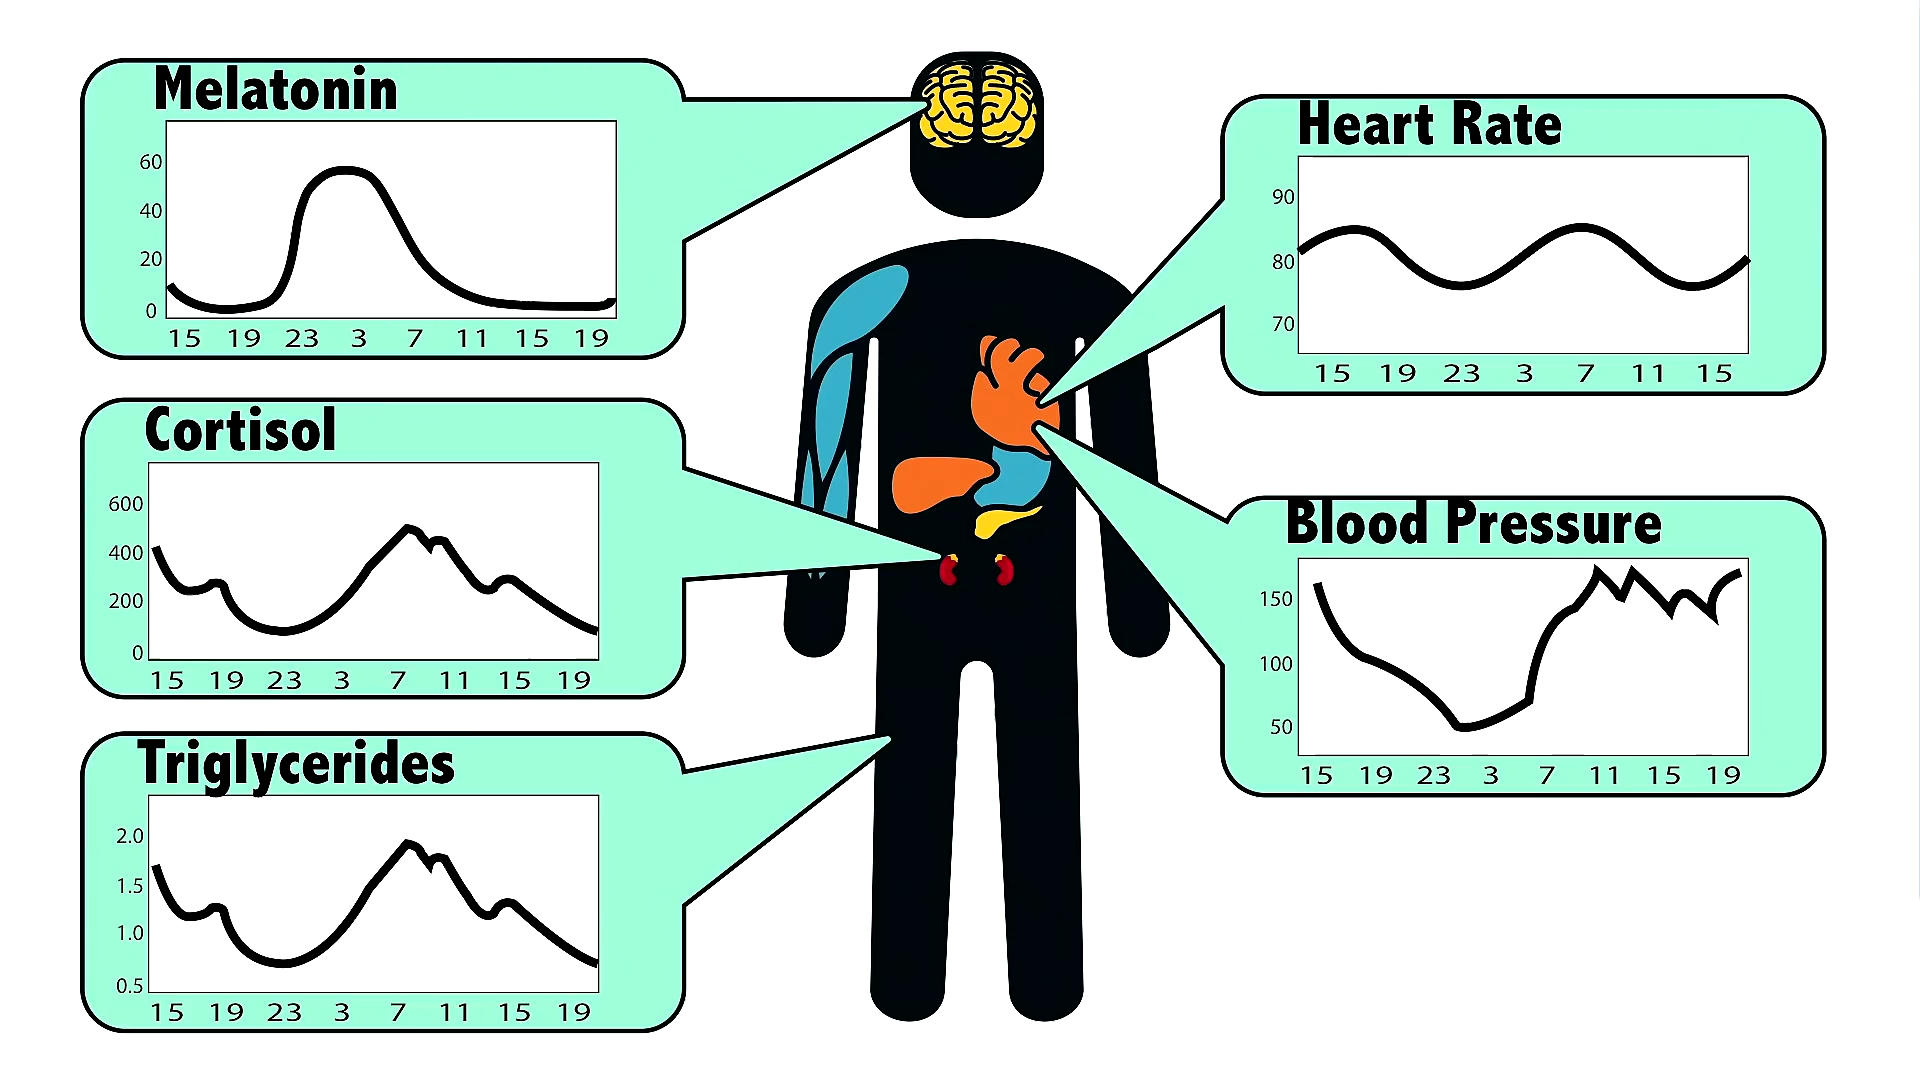 Melatonin
60
40
20
0
15 19 23 3 7 11 15 19
Cortisol
600
400
200
0
15 19 23 3 7 11 15 19
Triglycerides
2.0
1.5
1.0
0.5
15 19 23 3 7 11 15 19
Heart Rate
90
80
70
15 19 23 3 7 11 15
Blood Pressure
150
100
50
15 19 23 3 7 11 15 19